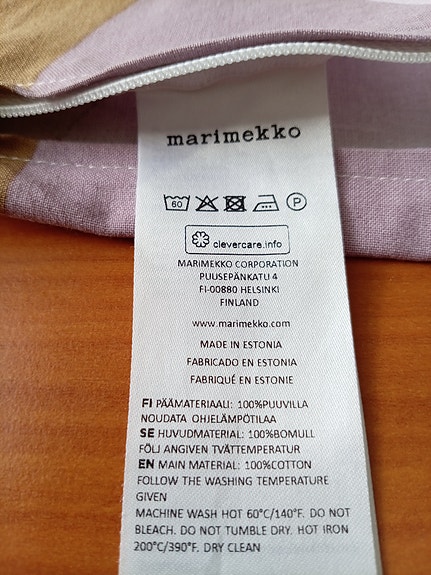 marimekko
60 P
clevercare.info
MARIMEKKO CORPORATION
PUUSEPÄNKATU 4
FI-00880 HELSINKI
FINLAND
www.marimekko.com
MADE IN ESTONIA
FABRICADO EN ESTONIA
FABRIQUÉ EN ESTONIE
FI PÄÄMATERIAALI: 100%PUUVILLA
NOUDATA OHJELÄMPÖTILAA
SE HUVUDMATERIAL: 100%BOMULL
FÖLJ ANGIVEN TVÄTTEMPERATUR
EN MAIN MATERIAL: 100%COTTON
FOLLOW THE WASHING TEMPERATURE
GIVEN
MACHINE WASH HOT 60°C/140°F. DO NOT
BLEACH. DO NOT TUMBLE DRY. HOT IRON
200°C/390°F. DRY CLEAN